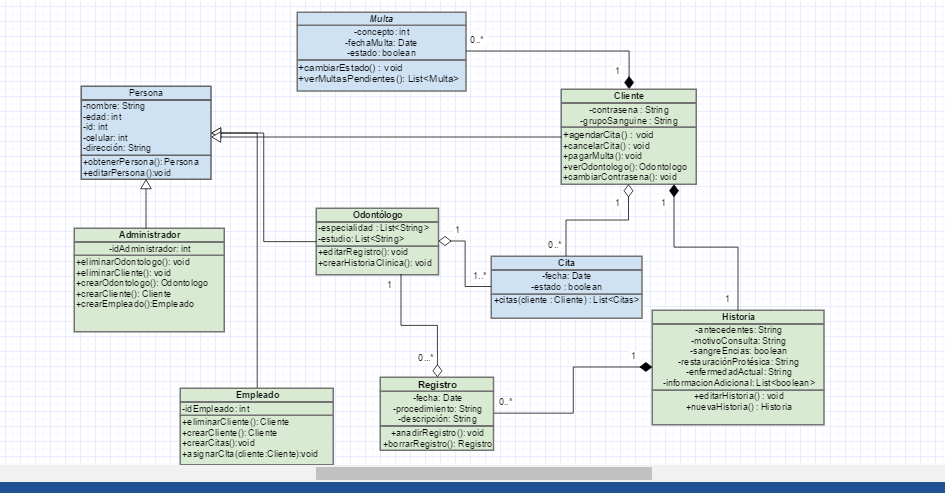 Multa
-concepto: int
-fechaMulta: Date
-estado: boolean
+cambiarEstado() : void
+verMultasPendientes(): List<Multa>
0..*
1
Persona
-nombre: String
-edad: int
-id: int
-celular: int
-dirección: String
+obtenerPersona(): Persona
+editarPersona():void
Cliente
-contrasena : String
-grupoSanguine : String
+agendarCita() : void
+cancelarCita() : void
+pagarMulta(): void
+verOdontologo(): Odontologo
+cambiarContrasena(): void
1
1
Administrador
-idAdministrador: int
+eliminarOdontologo(): void
+eliminarCliente(): void
+crearOdontologo(): Odontologo
+crearCliente(): Cliente
+crearEmpleado():Empleado
Odontólogo
-especialidad : List<String>
-estudio: List<String>
+editarRegistro(): void
+crearHistoriaClinica(): void
1
1..*
0..*
Cita
-fecha: Date
-estado : boolean
+citas(cliente : Cliente) : List<Citas>
1
1
Historia
-antecedentes: String
-motivoConsulta: String
-sangreEncias: boolean
-restauraciónProtésica: String
-enfermedadActual: String
-informacionAdicional: List<boolean>
+editarHistoria() : void
+nuevaHistoria() : Historia
0...*
1
Registro
-fecha: Date
-procedimiento: String
-descripción: String
+anadirRegistro(): void
+borrarRegistro(): Registro
0..*
Empleado
-idEmpleado: int
+eliminarCliente(): Cliente
+crearCliente(): Cliente
+crearCitas():void
+asignarCIta(cliente:Cliente):void